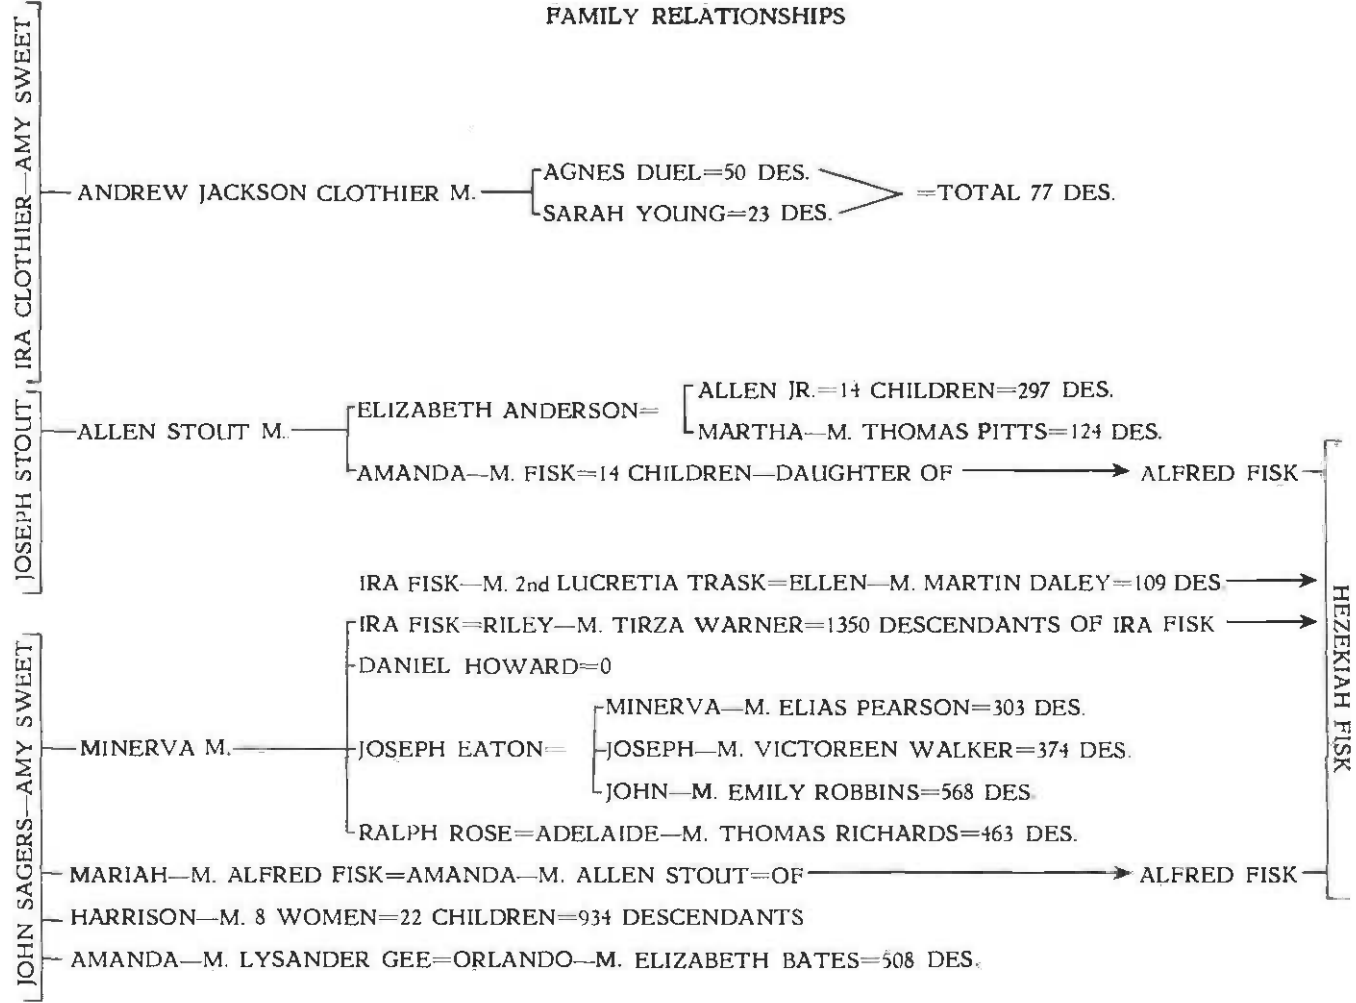 FAMILY RELATIONSHIPS
IRA CLOTHIER—AMY SWEET
ANDREW JACKSON CLOTHIER M.
AGNES DUEL=50 DES.
SARAH YOUNG=23 DES.
=TOTAL 77 DES.
JOSEPH STOUT
ALLEN STOUT M.
ELIZABETH ANDERSON=
ALLEN JR.=14 CHILDREN=297 DES.
MARTHA—M. THOMAS PITTS=124 DES.
AMANDA—M. FISK=14 CHILDREN—DAUGHTER OF
ALFRED FISK
HEZEKIAH FISK
IRA FISK—M. 2nd LUCRETIA TRASK=ELLEN—M. MARTIN DALEY=109 DES
JOHN SAGERS—AMY SWEET
MINERVA M.
IRA FISK=RILEY—M. TIRZA WARNER=1350 DESCENDANTS OF IRA FISK
DANIEL HOWARD=0
JOSEPH EATON=
MINERVA—M. ELIAS PEARSON=303 DES.
JOSEPH—M. VICTOREEN WALKER=374 DES.
JOHN—M. EMILY ROBBINS=568 DES
RALPH ROSE=ADELAIDE—M. THOMAS RICHARDS=463 DES.
MARIAH—M. ALFRED FISK=AMANDA—M. ALLEN STOUT=OF
ALFRED FISK
HARRISON—M. 8 WOMEN=22 CHILDREN=934 DESCENDANTS
AMANDA—M. LYSANDER GEE=ORLANDO—M. ELIZABETH BATES=508 DES.